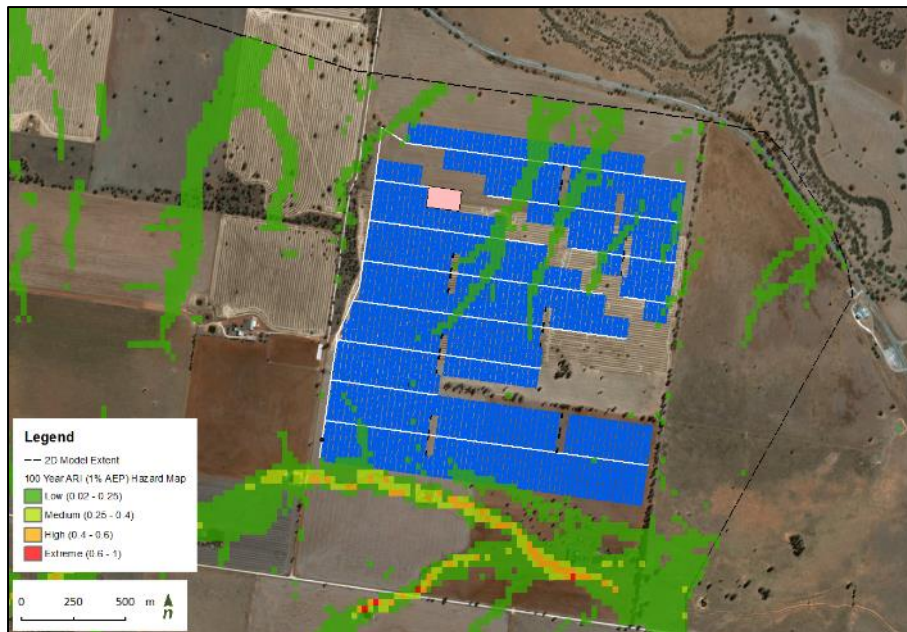 Legend
2D Model Extent
100 Year ARI (1% AEP) Hazard Map
Low (0.02 - 0.25)
Medium (0.25 - 0.4)
High (0.4 - 0.6)
Extreme (0.6 - 1)
0 250 500 m n